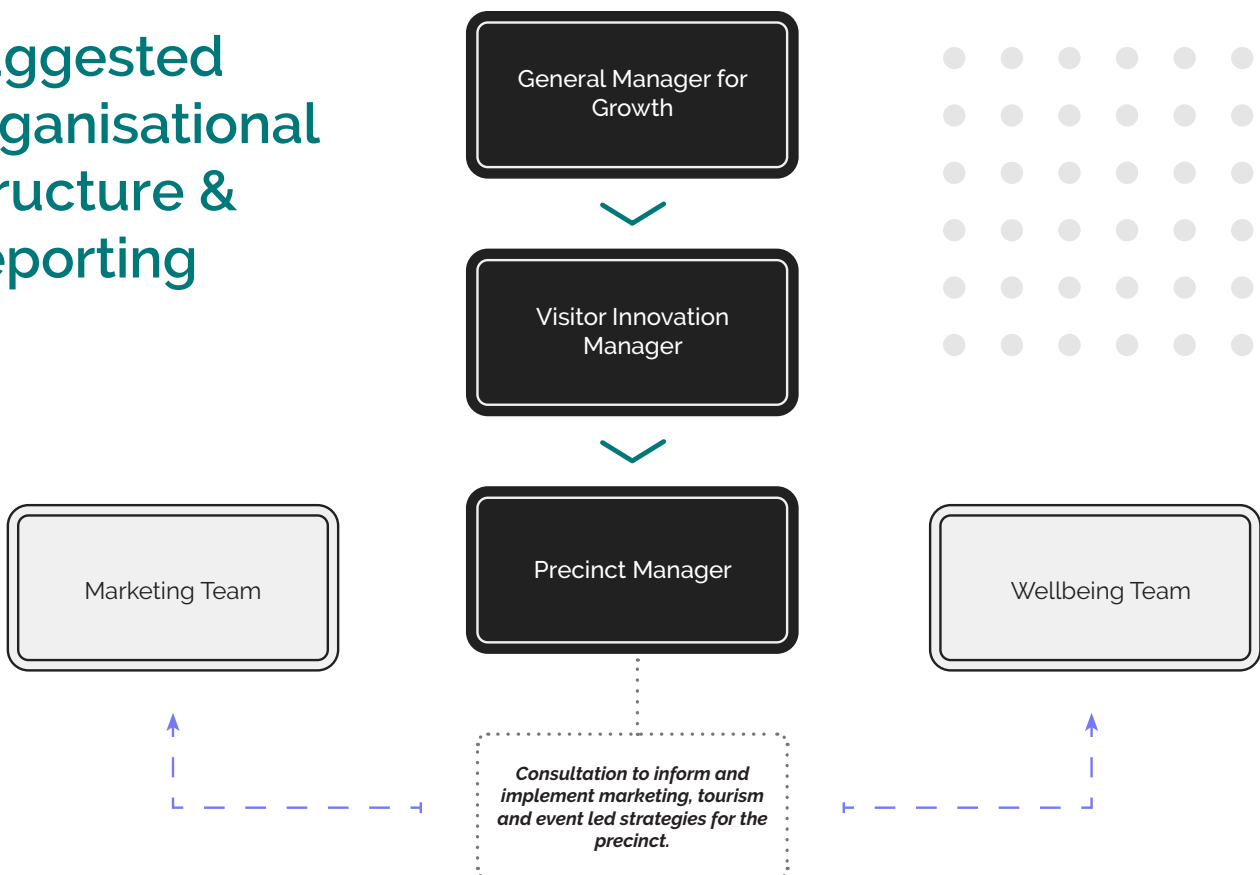 ggested
ganisational
ructure &
eporting
General Manager for
Growth
Visitor Innovation
Manager
Precinct Manager
Marketing Team
Wellbeing Team
Consultation to inform and
implement marketing, tourism
and event led strategies for the
precinct.